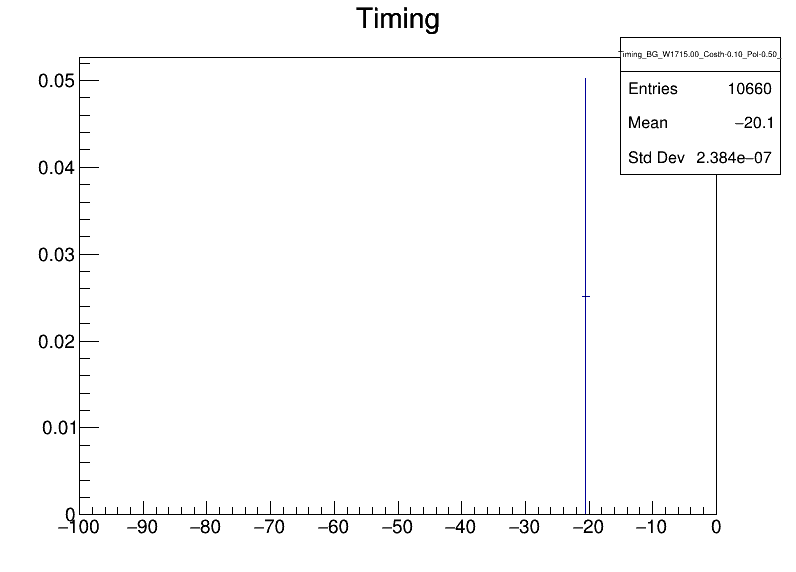 Timing
Timing_BG_W1715.00_Costh-0.10_Pol-0.50_
Entries 10660
Mean −20.1
Std Dev 2.384e−07
0.05
0.04
0.03
0.02
0.01
0
−100 −90 −80 −70 −60 −50 −40 −30 −20 −10 0